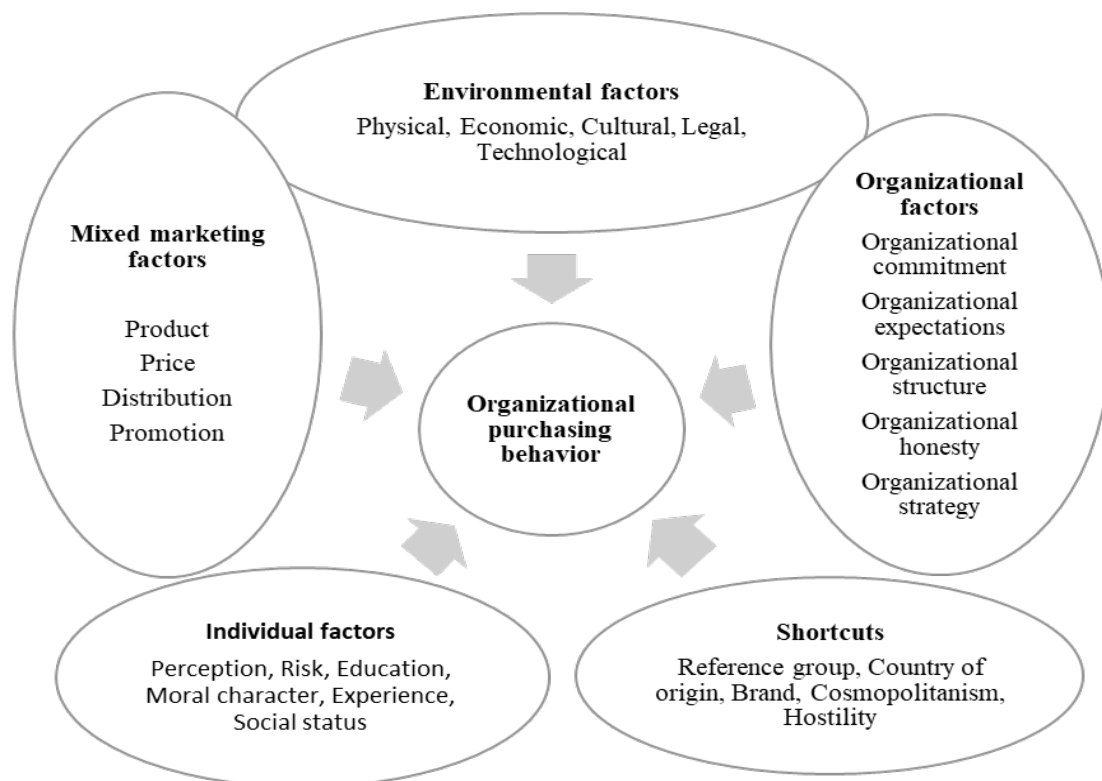 Environmental factors
Physical, Economic, Cultural, Legal,
Technological
Mixed marketing
factors
Product
Price
Distribution
Promotion
Organizational
factors
Organizational
commitment
Organizational
expectations
Organizational
structure
Organizational
honesty
Organizational
strategy
Organizational
purchasing
behavior
Individual factors
Perception, Risk, Education,
Moral character, Experience,
Social status
Shortcuts
Reference group, Country of
origin, Brand, Cosmopolitanism,
Hostility